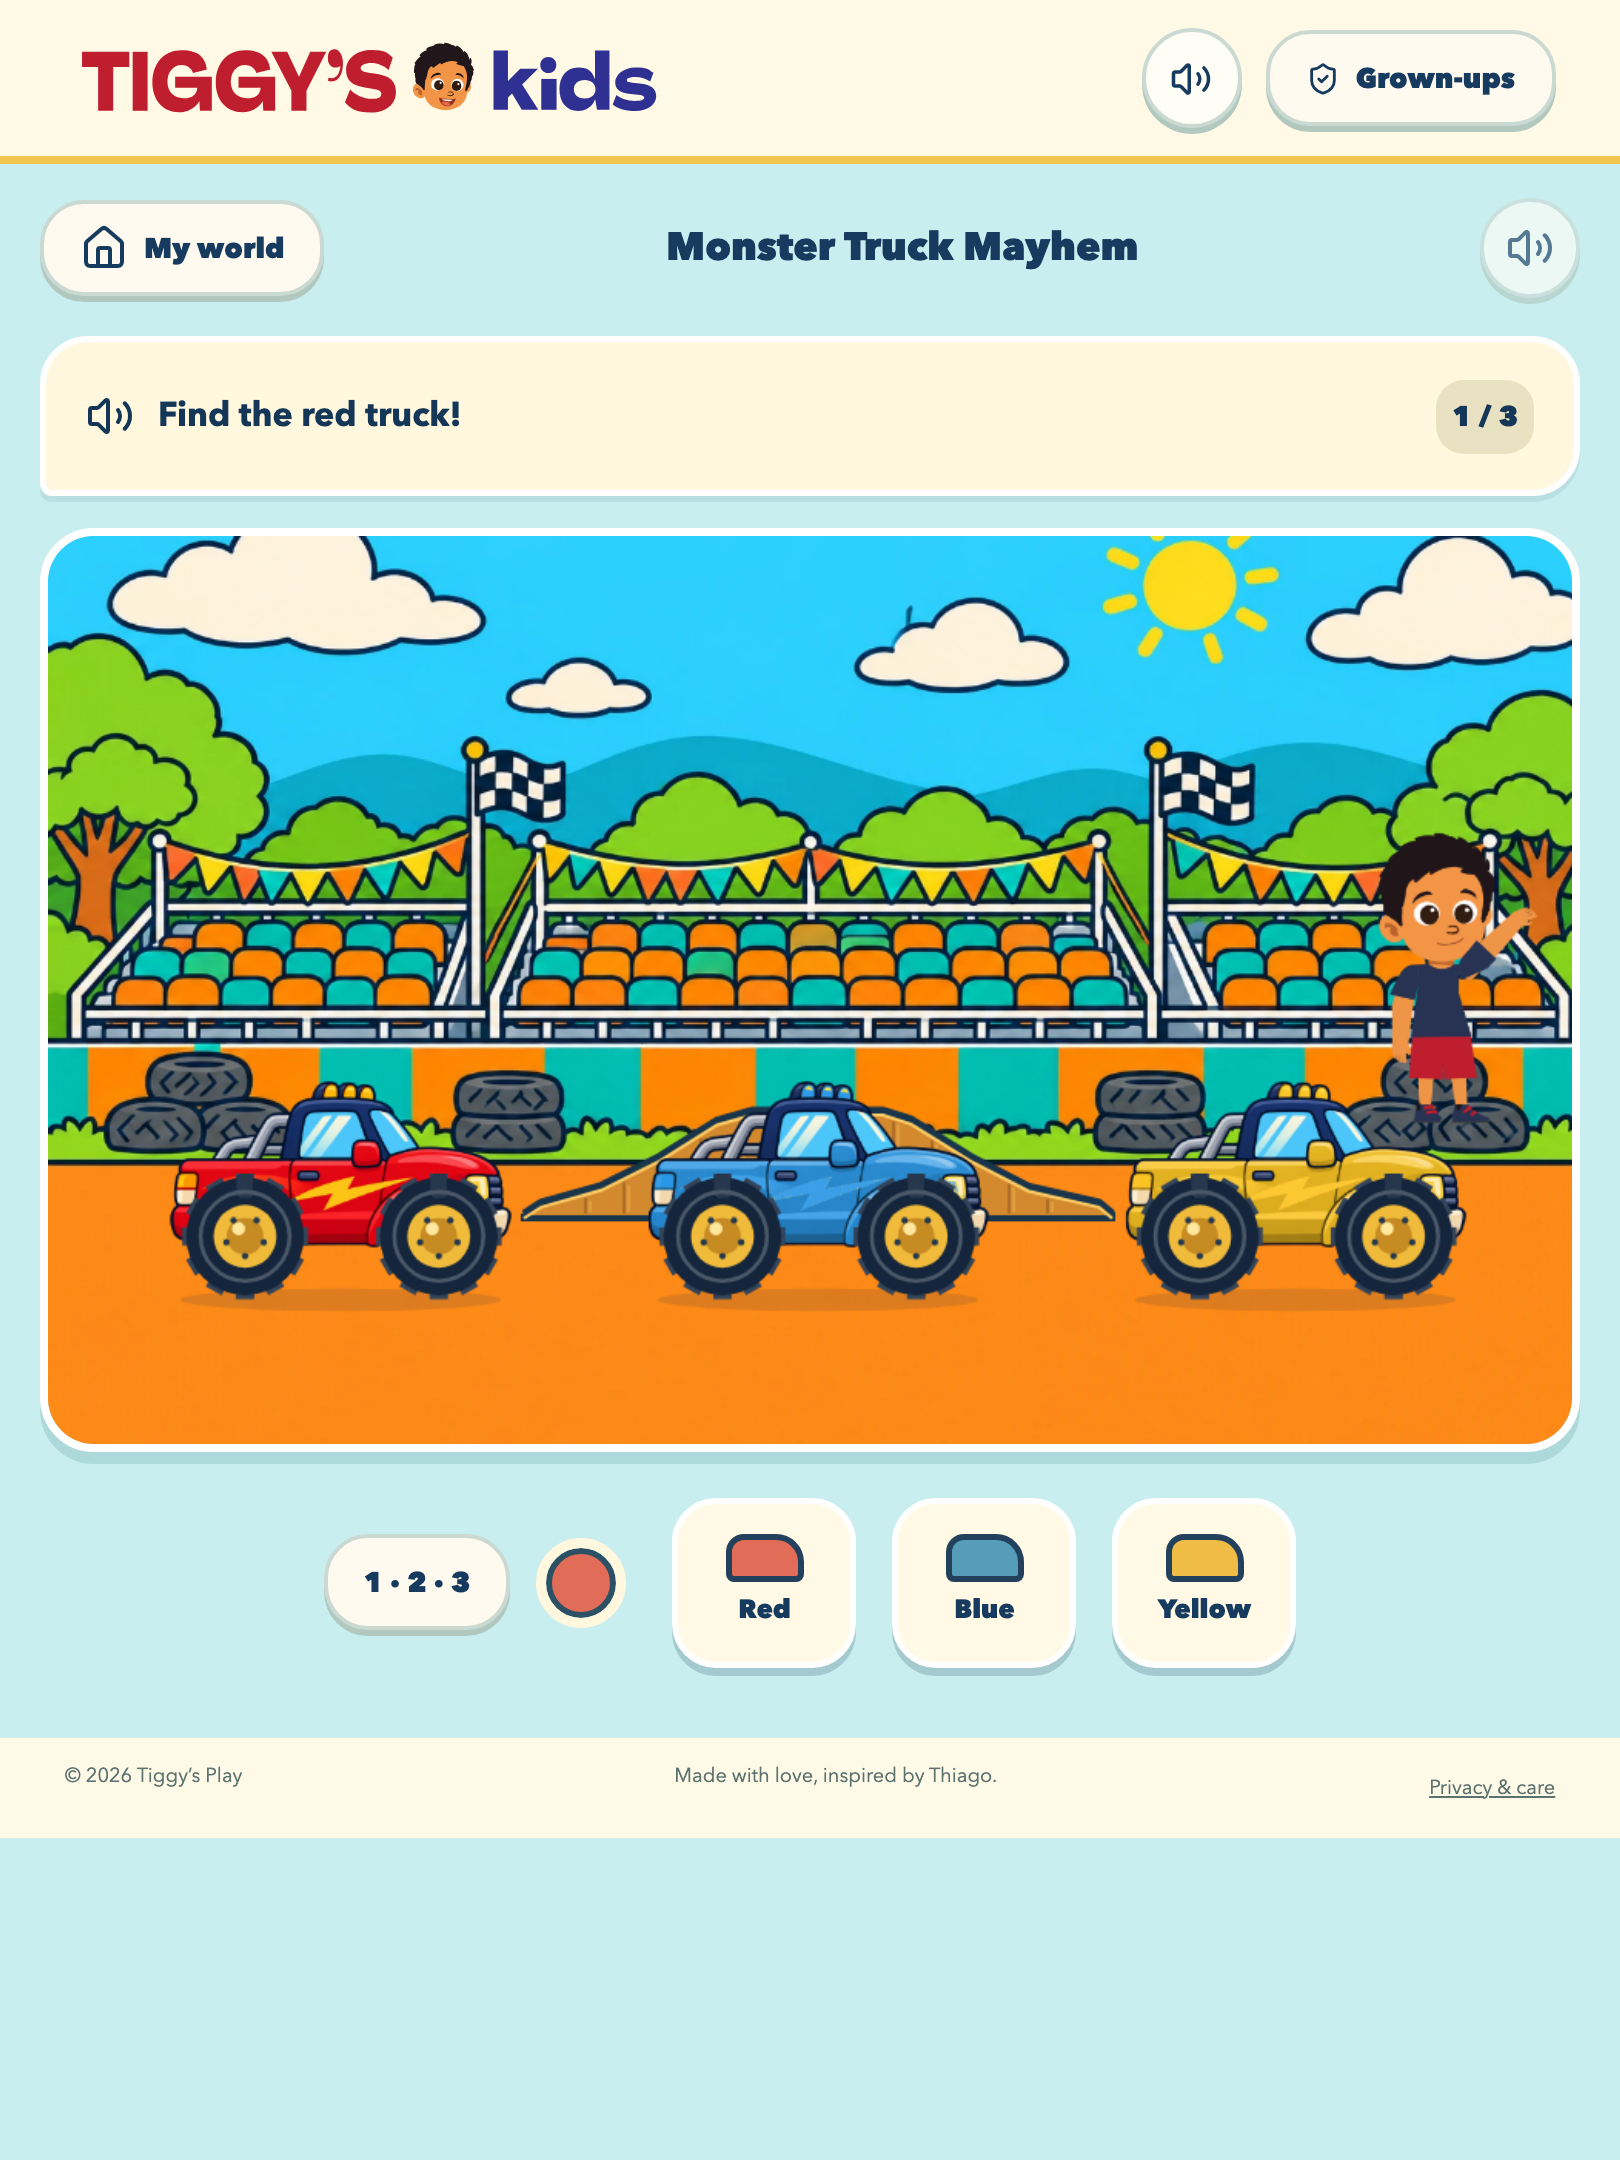 TIGGY'S kids
Grown-ups
My world
Monster Truck Mayhem
Find the red truck!
1 / 3
1 • 2 • 3
Red
Blue
Yellow
© 2026 Tiggy's Play
Made with love, inspired by Thiago.
Privacy & care